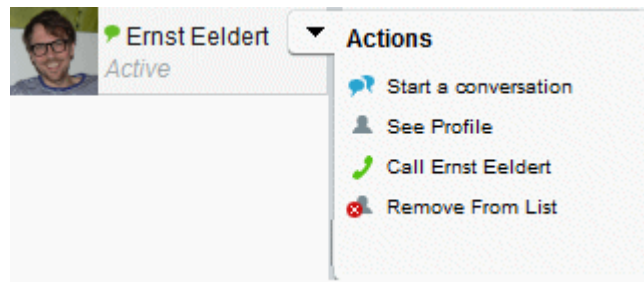 Ernst Eeldert
Active
Actions
Start a conversation
See Profile
Call Ernst Eeldert
Remove From List